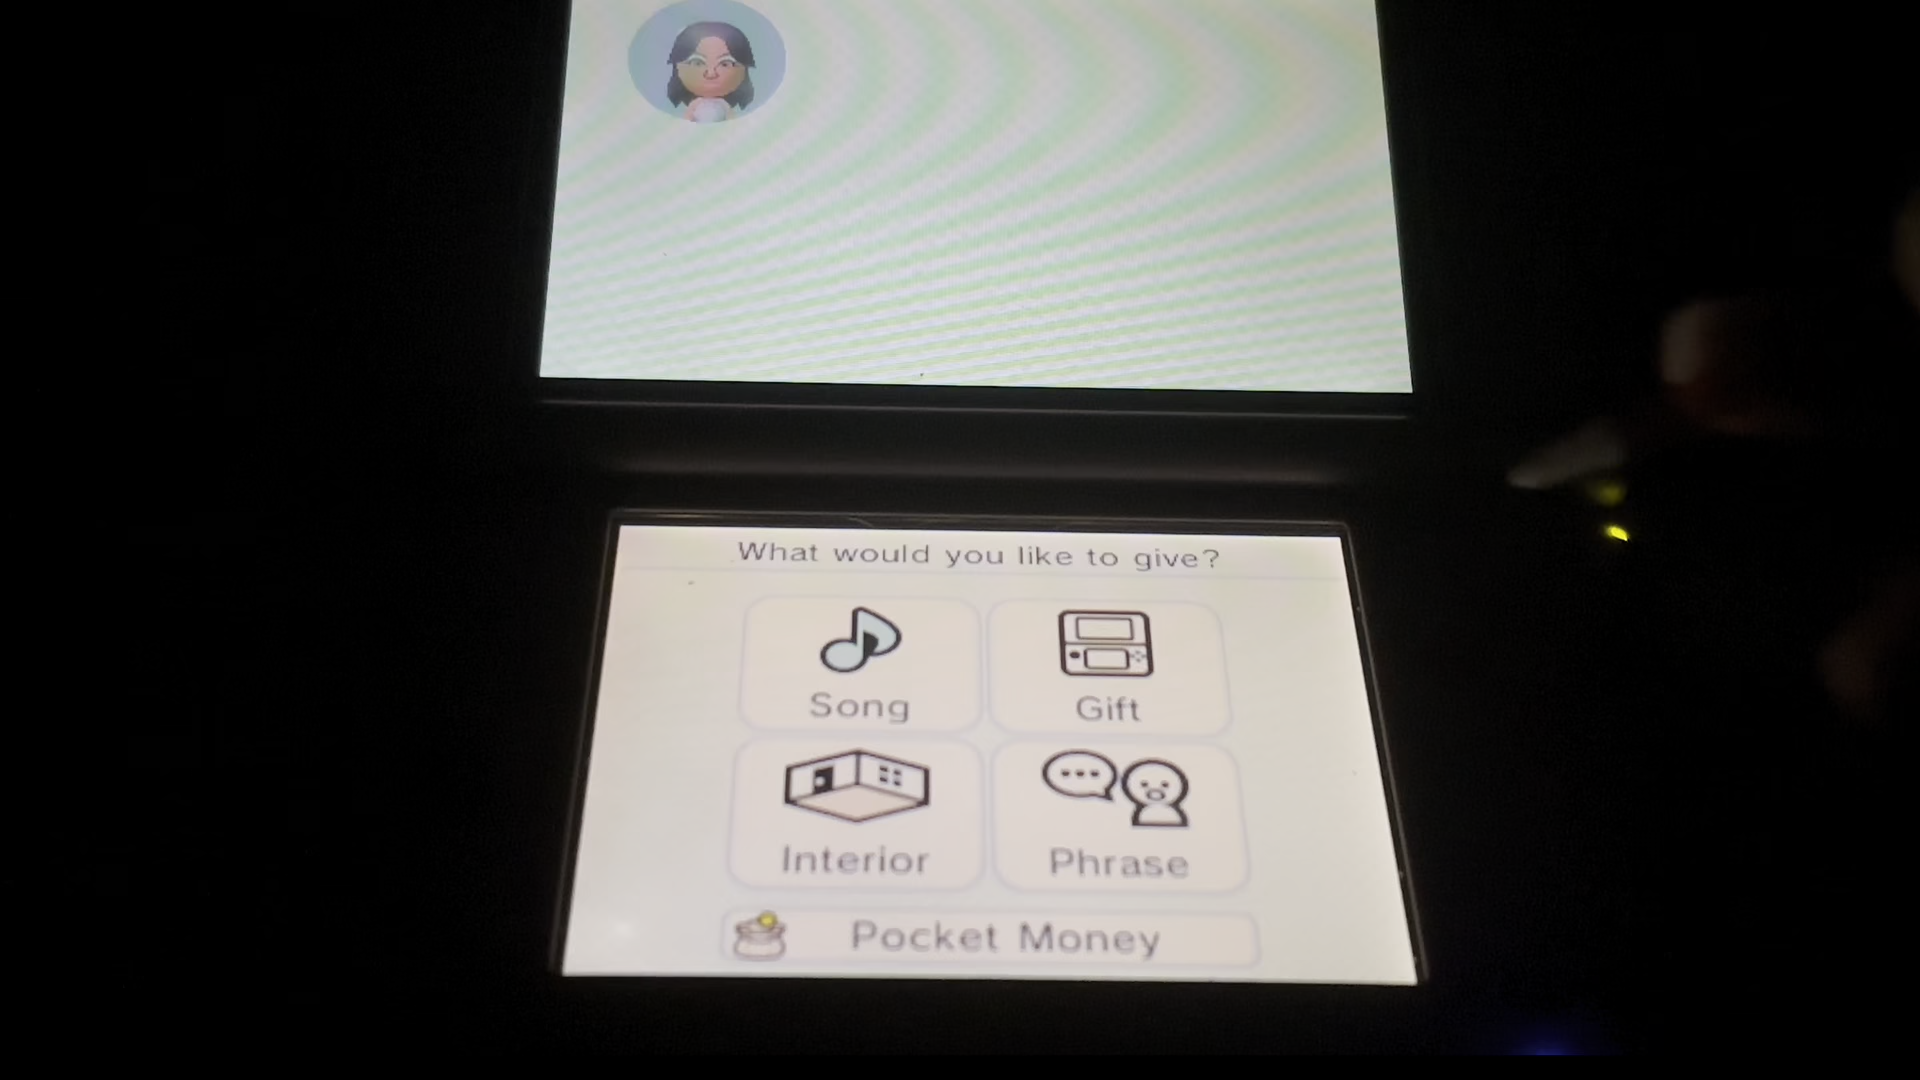 What would you like to give?
Song
Gift
Interior
Phrase
Pocket Money